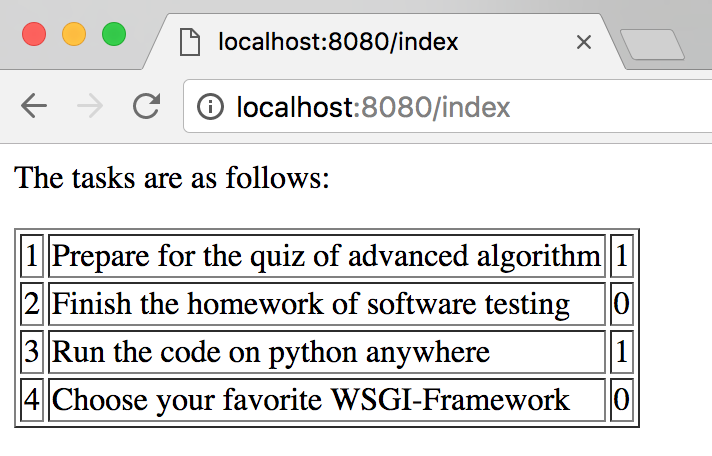 localhost:8080/index
localhost:8080/index
The tasks are as follows:
1 Prepare for the quiz of advanced algorithm 1
2 Finish the homework of software testing 0
3 Run the code on python anywhere 1
4 Choose your favorite WSGI-Framework 0